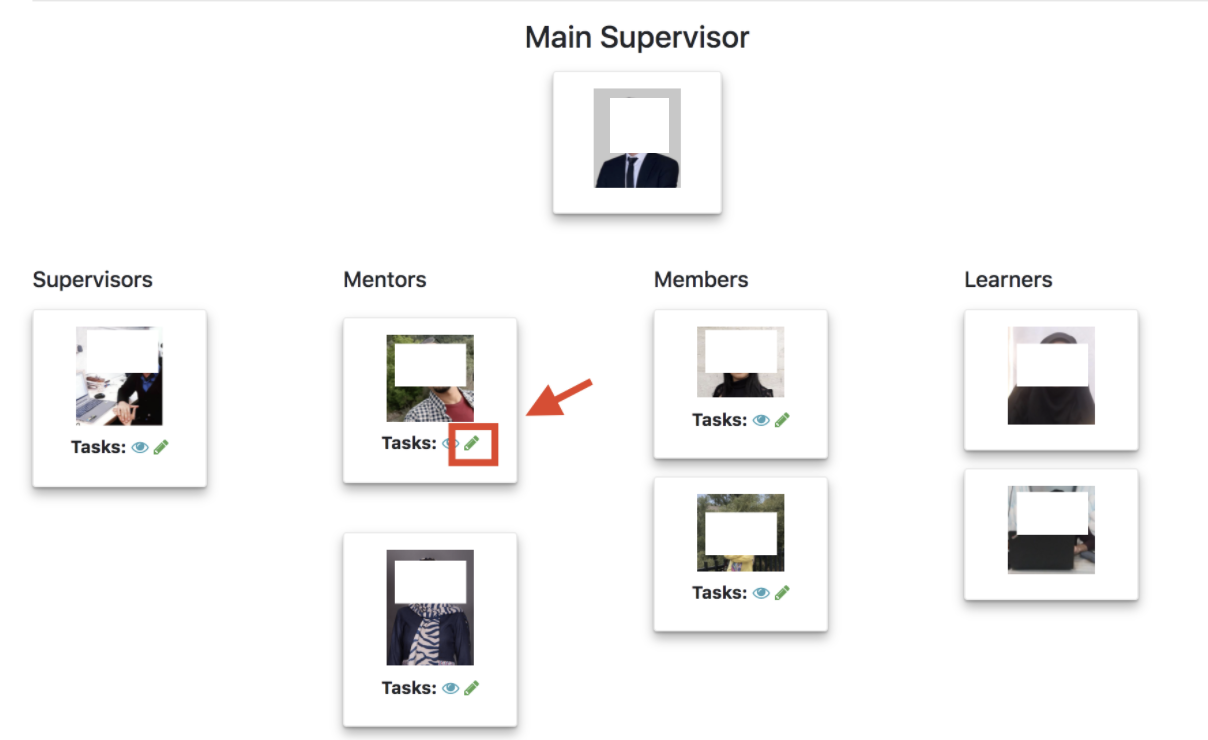 Main Supervisor
Supervisors
Mentors
Members
Learners
Tasks:
Tasks:
Tasks:
Tasks:
Tasks: